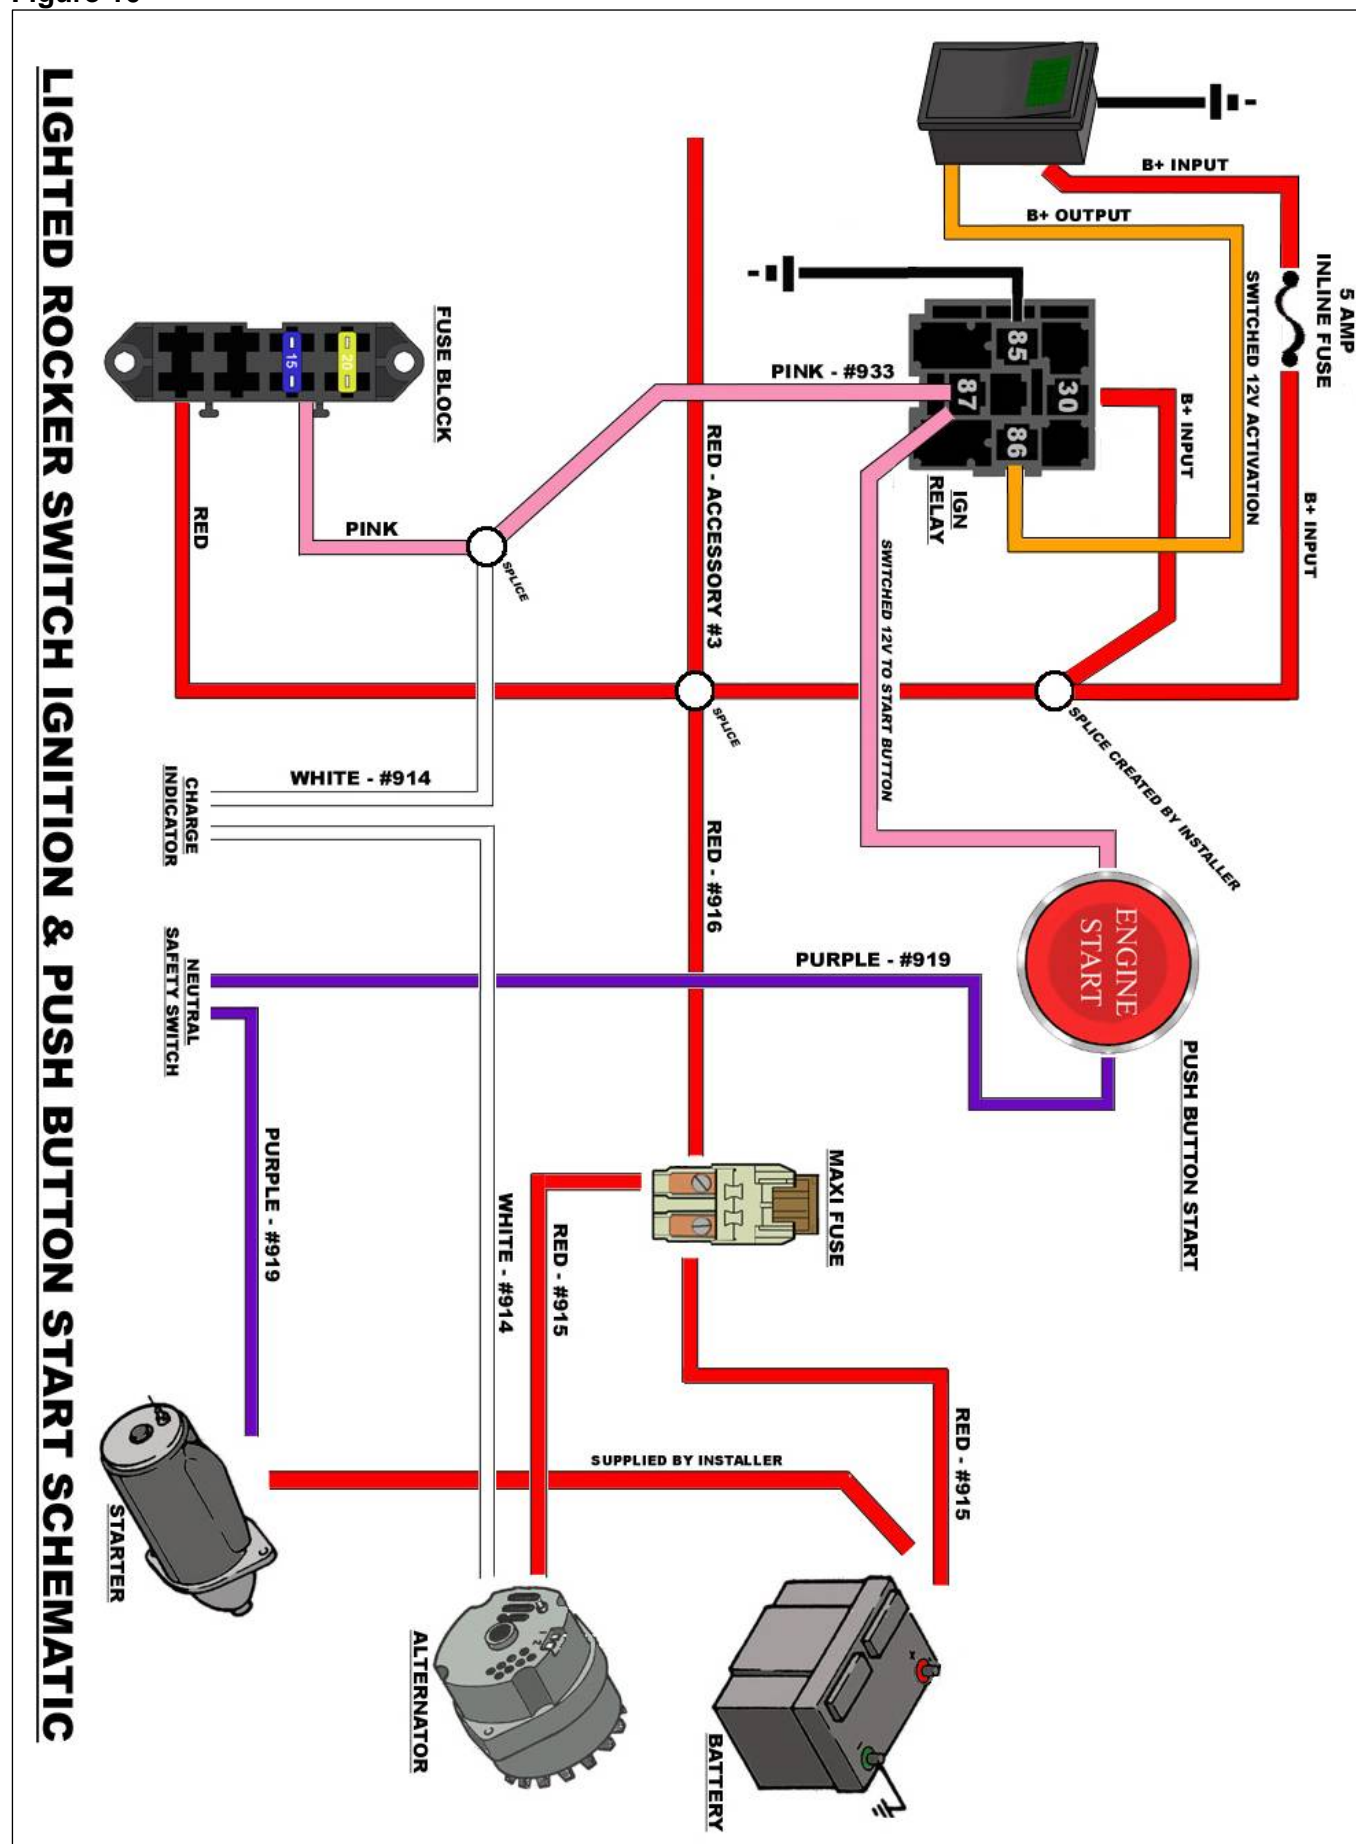 Figure 10
LIGHTED ROCKER SWITCH IGNITION & PUSH BUTTON START SCHEMATIC
B+ INPUT
B+ OUTPUT
5 AMP
INLINE FUSE
SWITCHED 12V ACTIVATION
B+ INPUT
B+ INPUT
85
30
87
86
IGN
RELAY
PINK - #933
FUSE BLOCK
20
15
RED
PINK
SPLICE
RED - ACCESSORY #3
SPLICE
SWITCHED 12V TO START BUTTON
SPLICE CREATED BY INSTALLER
WHITE - #914
CHARGE
INDICATOR
RED - #916
ENGINE
START
PUSH BUTTON START
PURPLE - #919
NEUTRAL
SAFETY SWITCH
PURPLE - #919
MAXI FUSE
WHITE - #914
RED - #915
RED - #915
SUPPLIED BY INSTALLER
STARTER
1
2
ALTERNATOR
BATTERY